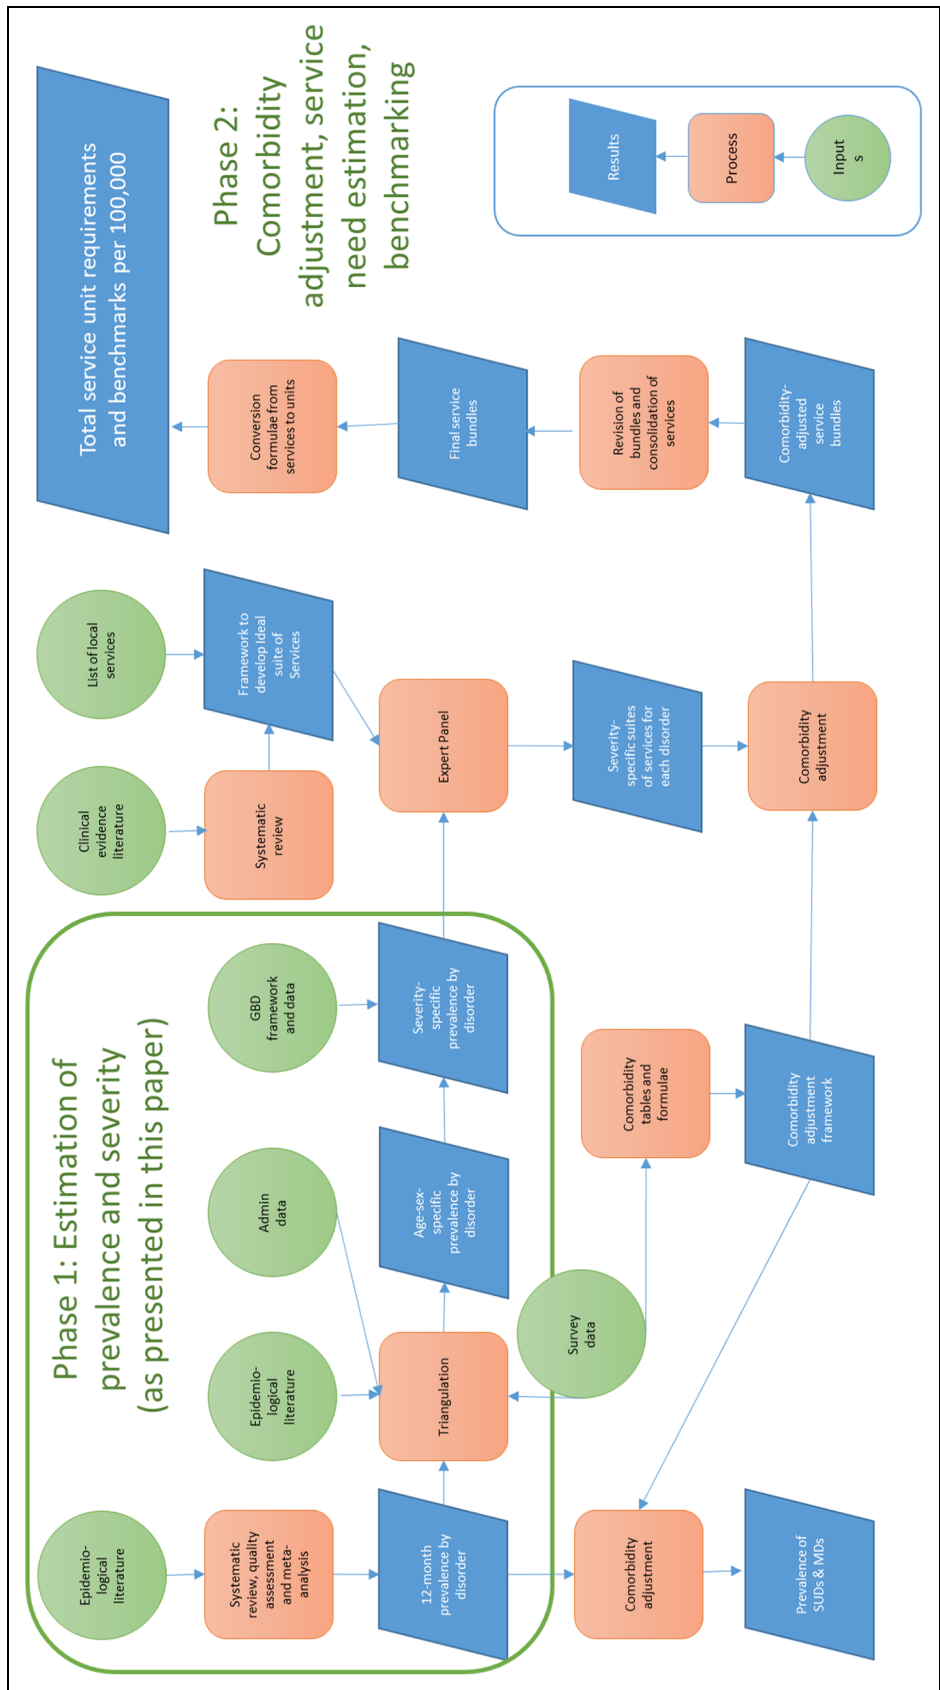 Phase 1: Estimation of
prevalence and severity
(as presented in this paper)
Epidemio-
logical
literature
Systematic
review, quality
assessment
and meta-
analysis
12-month
prevalence by
disorder
Epidemio-
logical
literature
Admin
data
GBD
framework
and data
Triangulation
Age-sex-
specific
prevalence by
disorder
Severity-
specific
prevalence by
disorder
Survey
data
Comorbidity
adjustment
Prevalence of
SUDs & MDs
Comorbidity
tables and
formulae
Comorbidity
adjustment
framework
Clinical
evidence
literature
List of local
services
Systematic
review
Framework to
develop Ideal
suite of
Services
Expert Panel
Severity-
specific suites
of services for
each disorder
Comorbidity
adjustment
Total service unit requirements
and benchmarks per 100,000
Conversion
formulae from
services to units
Final service
bundles
Revision of
bundles and
consolidation of
services
Comorbidity-
adjusted
service
bundles
Phase 2:
Comorbidity
adjustment, service
need estimation,
benchmarking
Results
Process
Input
s